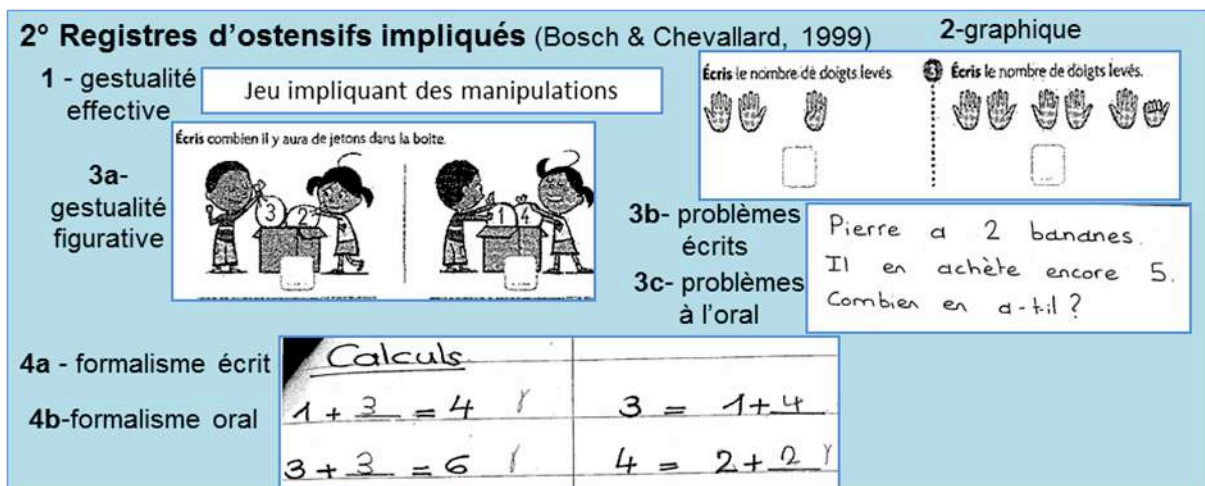 2° Registres d'ostensifs impliqués (Bosch & Chevallard, 1999)
2-graphique
1 - gestualité
effective
Jeu impliquant des manipulations
Écris le nombre de doigts levés.
3 Écris le nombre de doigts levés.
3a-
gestualité
figurative
Écris combien il y aura de jetons dans la boîte.
3 2
1 4
3b- problèmes
écrits
3c- problèmes
à l'oral
Pierre a 2 bananes.
Il en achète encore 5.
Combien en a-t-il ?
4a - formalisme écrit
4b-formalisme oral
Calculs
1 + 3 = 4
3 = 1 + 4
3 + 3 = 6
4 = 2 + 2